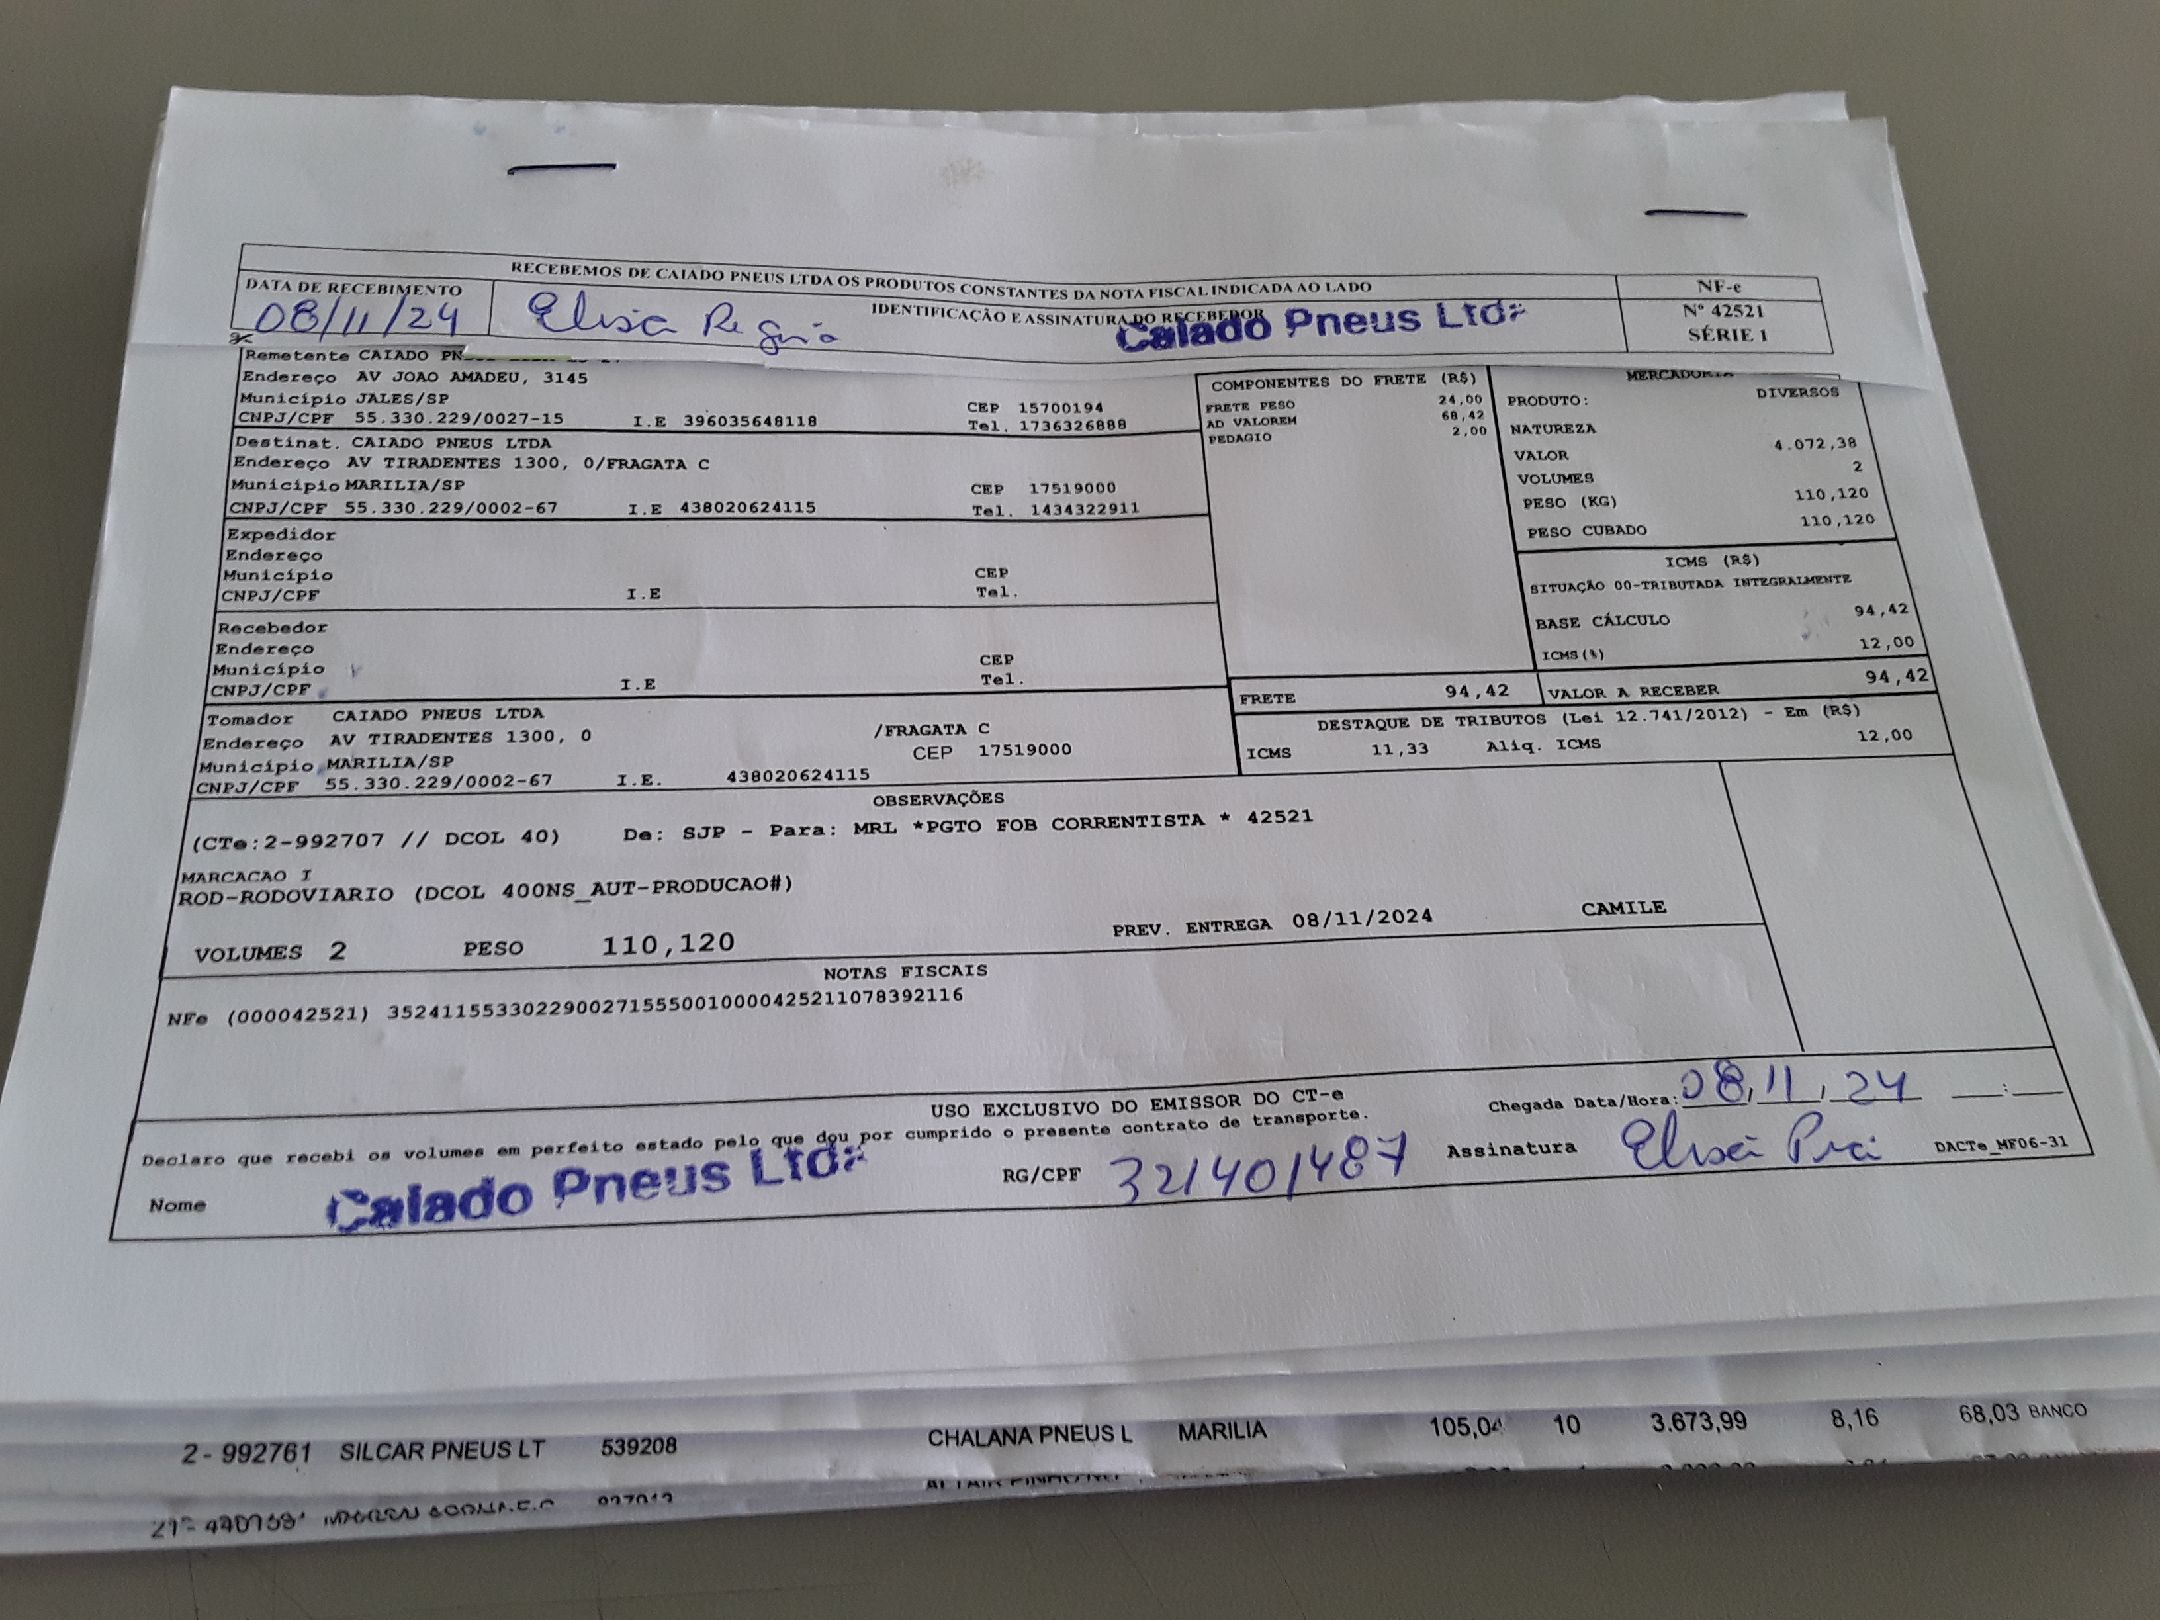 RECEBEMOS DE CAIADO PNEUS LTDA OS PRODUTOS CONSTANTES DA NOTA FISCAL INDICADA AO LADO
NF-e
DATA DE RECEBIMENTO
IDENTIFICAÇÃO E ASSINATURA DO RECEBEDOR
Nº 42521
SÉRIE 1
08/11/24
Elisa Regina
Caiado Pneus Ltda
Remetente CAIADO
Endereço AV JOAO AMADEU, 3145
Município JALES/SP CEP 15700194
CNPJ/CPF 55.330.229/0027-15 I.E 396035648118 Tel. 1736326888
Destinat. CAIADO PNEUS LTDA
Endereço AV TIRADENTES 1300, 0/FRAGATA C
Município MARILIA/SP CEP 17519000
CNPJ/CPF 55.330.229/0002-67 I.E 438020624115 Tel. 1434322911
Expedidor
Endereço
Município CEP
CNPJ/CPF I.E Tel.
Recebedor
Endereço
Município CEP
CNPJ/CPF I.E Tel.
Tomador CAIADO PNEUS LTDA
Endereço AV TIRADENTES 1300, 0 /FRAGATA C
Município MARILIA/SP CEP 17519000
CNPJ/CPF 55.330.229/0002-67 I.E. 438020624115
COMPONENTES DO FRETE (R$)
FRETE PESO 24,00
AD VALOREM 68,42
PEDAGIO 2,00
MERCADORIA
PRODUTO: DIVERSOS
NATUREZA
VALOR 4.072,38
VOLUMES 2
PESO (KG) 110,120
PESO CUBADO 110,120
ICMS (R$)
SITUAÇÃO 00-TRIBUTADA INTEGRALMENTE
BASE CÁLCULO 94,42
ICMS(%) 12,00
FRETE 94,42 VALOR A RECEBER 94,42
DESTAQUE DE TRIBUTOS (Lei 12.741/2012) - Em (R$)
ICMS 11,33 Aliq. ICMS 12,00
OBSERVAÇÕES
(CTe:2-992707 // DCOL 40) De: SJP - Para: MRL *PGTO FOB CORRENTISTA * 42521
MARCACAO I
ROD-RODOVIARIO (DCOL 400NS_AUT-PRODUCAO#)
VOLUMES 2 PESO 110,120 PREV. ENTREGA 08/11/2024 CAMILE
NOTAS FISCAIS
NFe (000042521) 35241155330229002715550010000425211078392116
USO EXCLUSIVO DO EMISSOR DO CT-e
Declaro que recebi os volumes em perfeito estado pelo que dou por cumprido o presente contrato de transporte.
Chegada Data/Hora: 08/11/24 :
Nome Caiado Pneus Ltda RG/CPF 321401487 Assinatura Elisa DACTe_MF06-31
2 - 992761 SILCAR PNEUS LT 539208 CHALANA PNEUS L MARILIA 105,04 10 3.673,99 8,16 68,03 BANCO